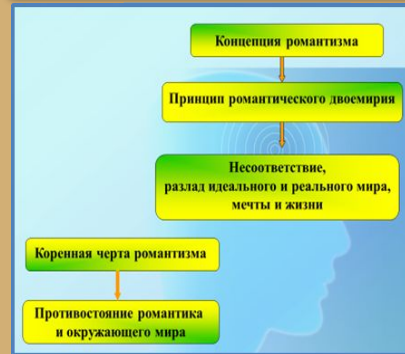 Концепция романтизма
Принцип романтического двоемирия
Несоответствие,
разлад идеального и реального мира,
мечты и жизни
Коренная черта романтизма
Противостояние романтика
и окружающего мира